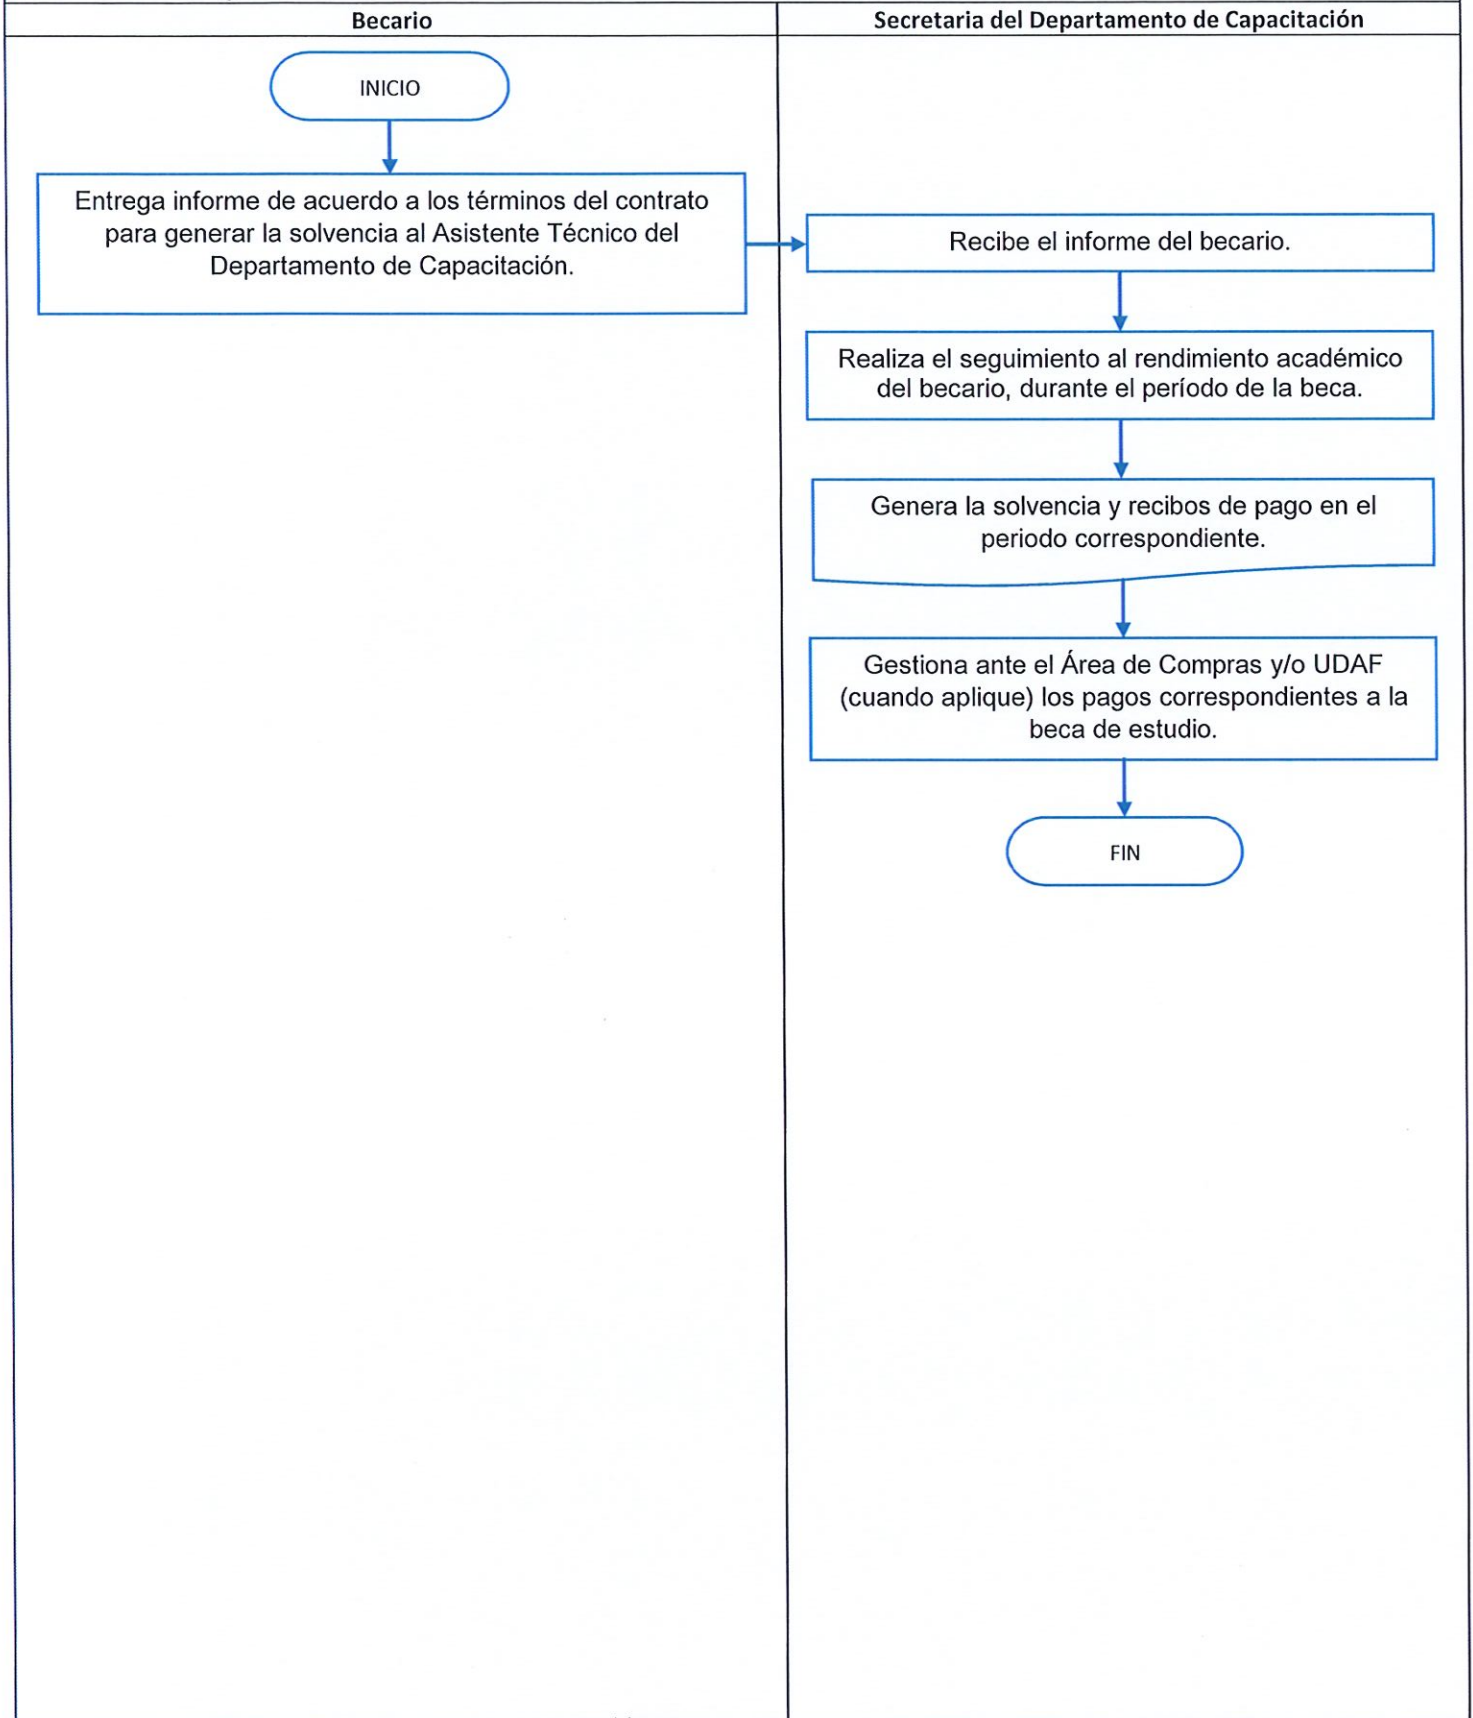 Becario
Secretaria del Departamento de Capacitación
INICIO
Entrega informe de acuerdo a los términos del contrato
para generar la solvencia al Asistente Técnico del
Departamento de Capacitación.
Recibe el informe del becario.
Realiza el seguimiento al rendimiento académico
del becario, durante el período de la beca.
Genera la solvencia y recibos de pago en el
periodo correspondiente.
Gestiona ante el Área de Compras y/o UDAF
(cuando aplique) los pagos correspondientes a la
beca de estudio.
FIN